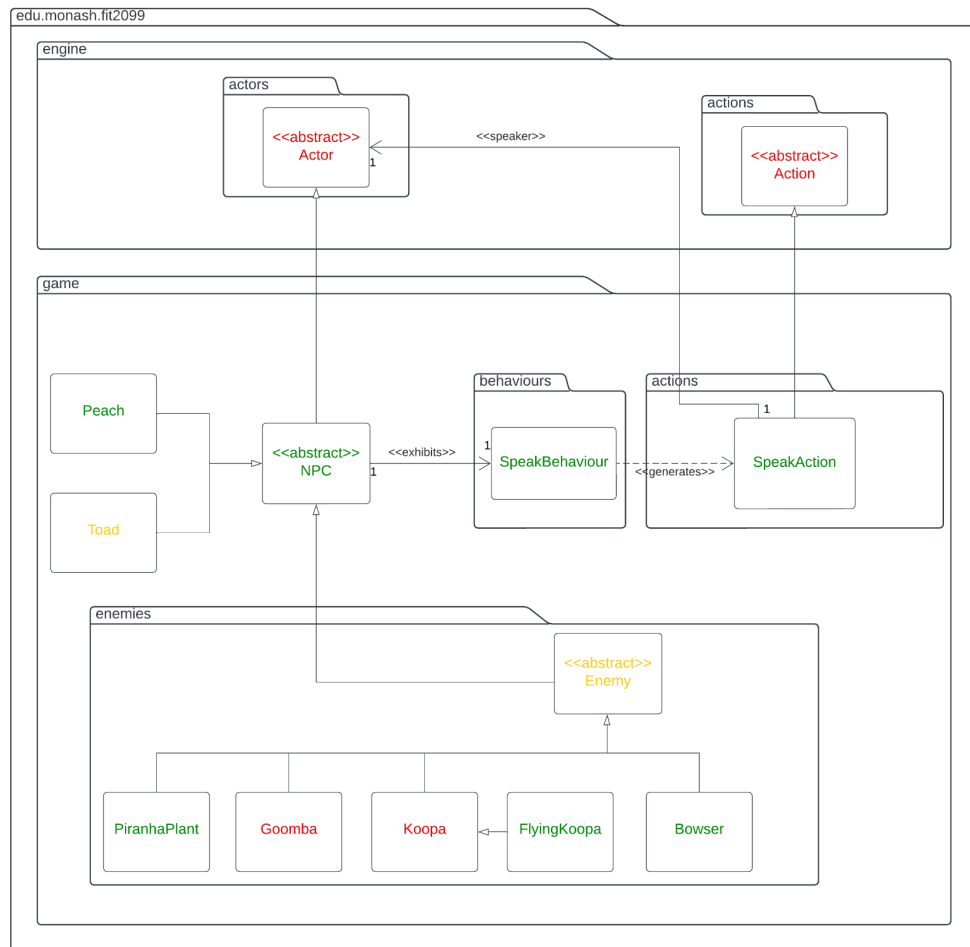 edu.monash.fit2099
engine
actors
actions
<<abstract>>
Actor
1
<<speaker>>
<<abstract>>
Action
game
behaviours
actions
Peach
<<abstract>>
NPC
1
<<exhibits>>
1
SpeakBehaviour
<<generates>>
1
SpeakAction
Toad
enemies
<<abstract>>
Enemy
PiranhaPlant
Goomba
Koopa
FlyingKoopa
Bowser